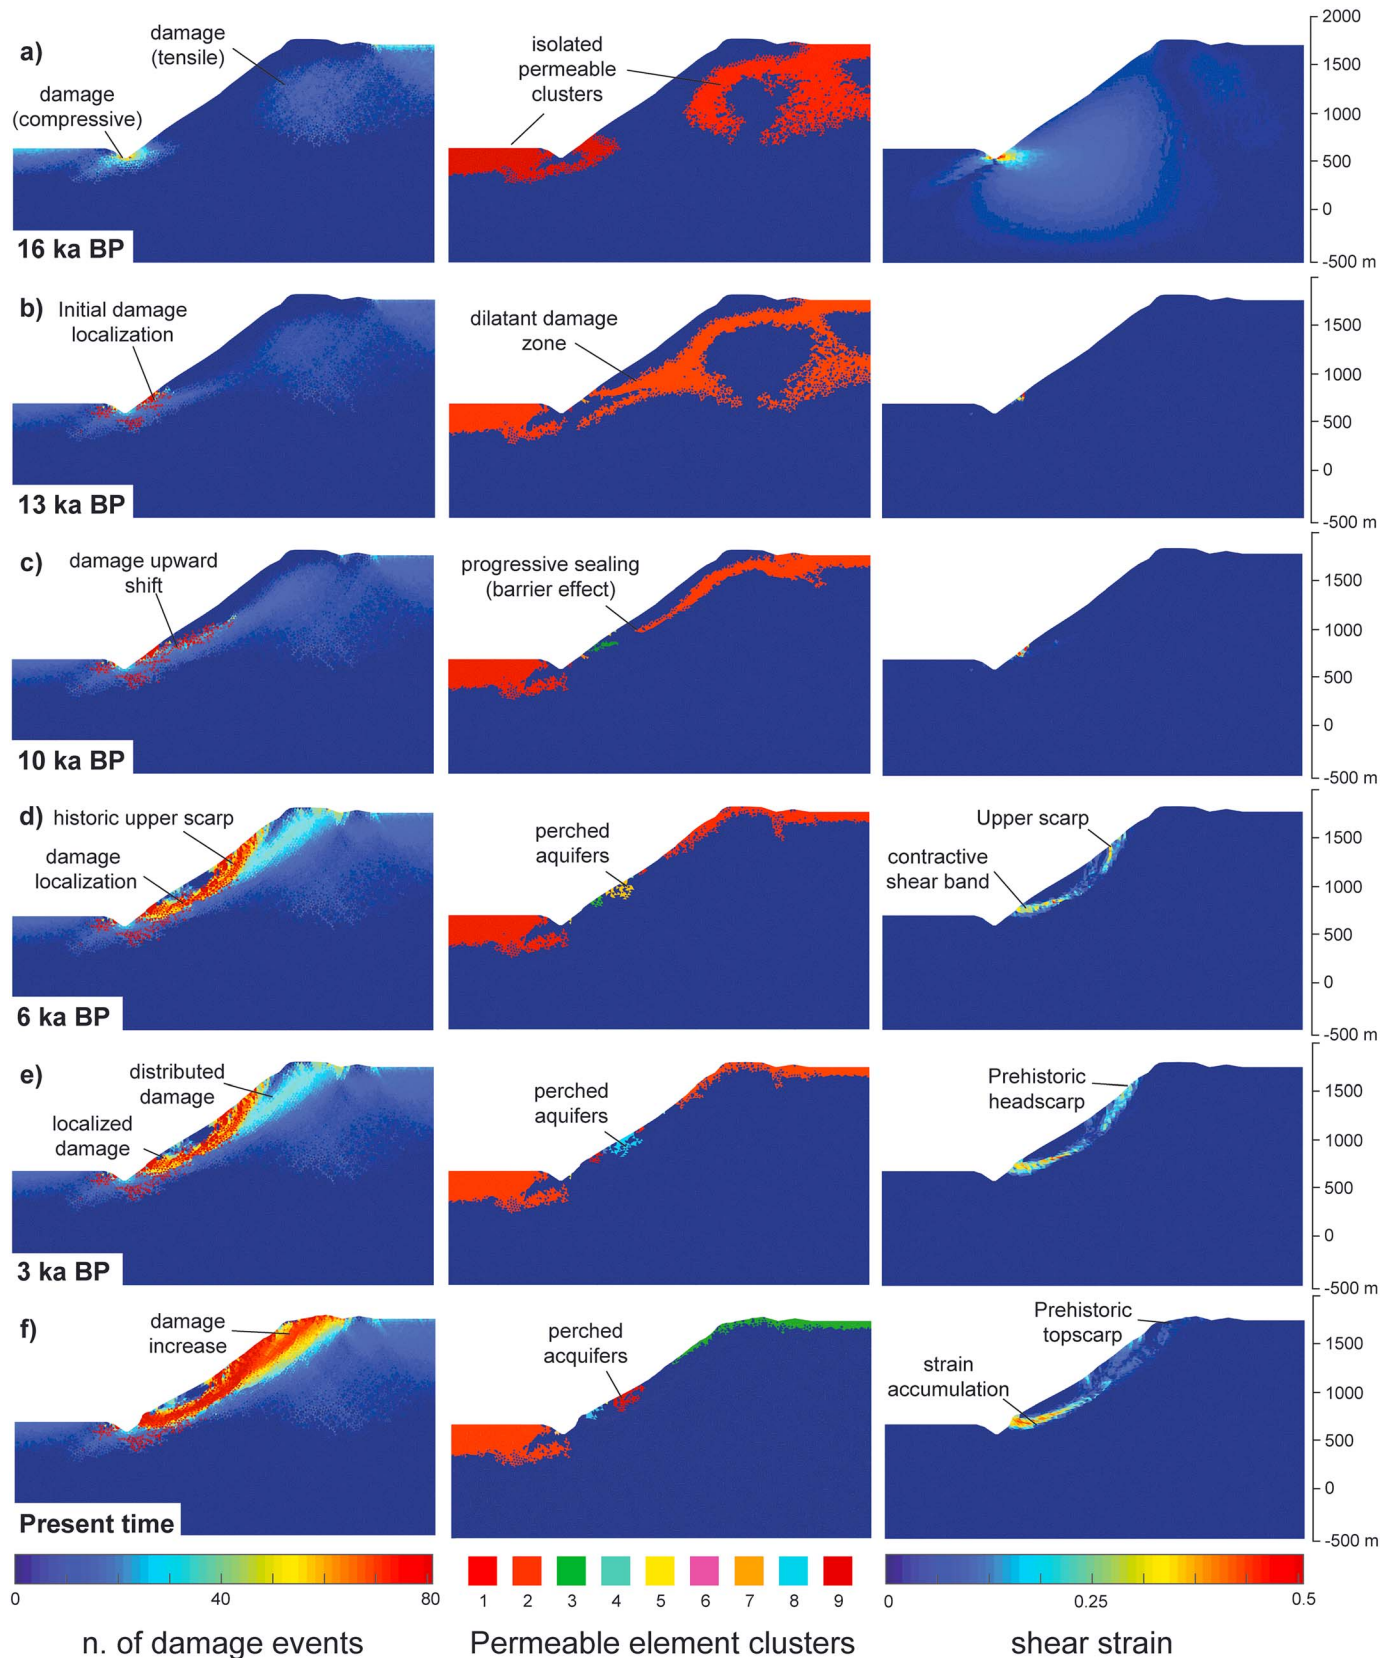 a)
damage
(tensile)
damage
(compressive)
isolated
permeable
clusters
2000
1500
1000
500
0
-500 m
16 ka BP
b)
Initial damage
localization
dilatant damage
zone
1500
1000
500
0
-500 m
13 ka BP
c)
damage upward
shift
progressive sealing
(barrier effect)
1500
1000
500
0
-500 m
10 ka BP
d)
historic upper scarp
damage
localization
perched
aquifers
Upper scarp
contractive
shear band
1500
1000
500
0
-500 m
6 ka BP
e)
distributed
damage
localized
damage
perched
aquifers
Prehistoric
headscarp
1500
1000
500
0
-500 m
3 ka BP
f)
damage
increase
perched
acquifers
Prehistoric
topscarp
strain
accumulation
1500
1000
500
0
-500 m
Present time
0 40 80
1 2 3 4 5 6 7 8 9
0 0.25 0.5
n. of damage events
Permeable element clusters
shear strain